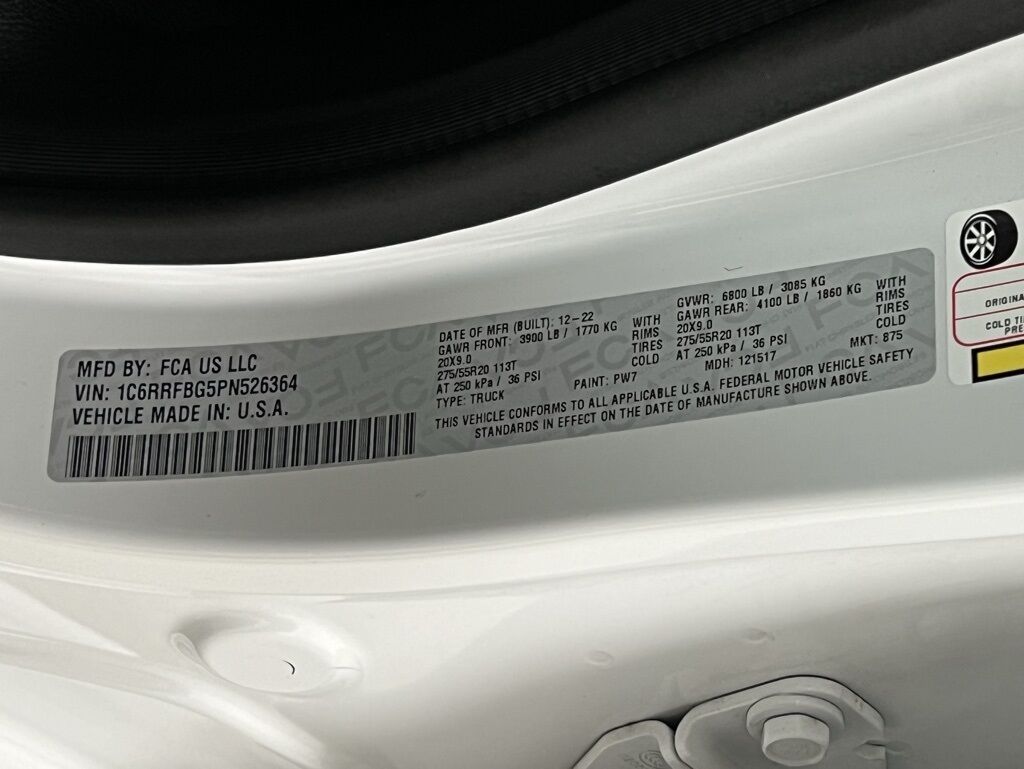 MFD BY: FCA US LLC
VIN: 1C6RRFBG5PN526364
VEHICLE MADE IN: U.S.A.
DATE OF MFR (BUILT): 12-22
GAWR FRONT: 3900 LB / 1770 KG WITH
20X9.0 RIMS
275/55R20 113T TIRES
AT 250 kPa / 36 PSI COLD
TYPE: TRUCK PAINT: PW7
GVWR: 6800 LB / 3085 KG
GAWR REAR: 4100 LB / 1860 KG WITH
20X9.0 RIMS
275/55R20 113T TIRES
AT 250 kPa / 36 PSI COLD
MDH: 121517 MKT: 875
THIS VEHICLE CONFORMS TO ALL APPLICABLE U.S.A. FEDERAL MOTOR VEHICLE SAFETY
STANDARDS IN EFFECT ON THE DATE OF MANUFACTURE SHOWN ABOVE.
COLD